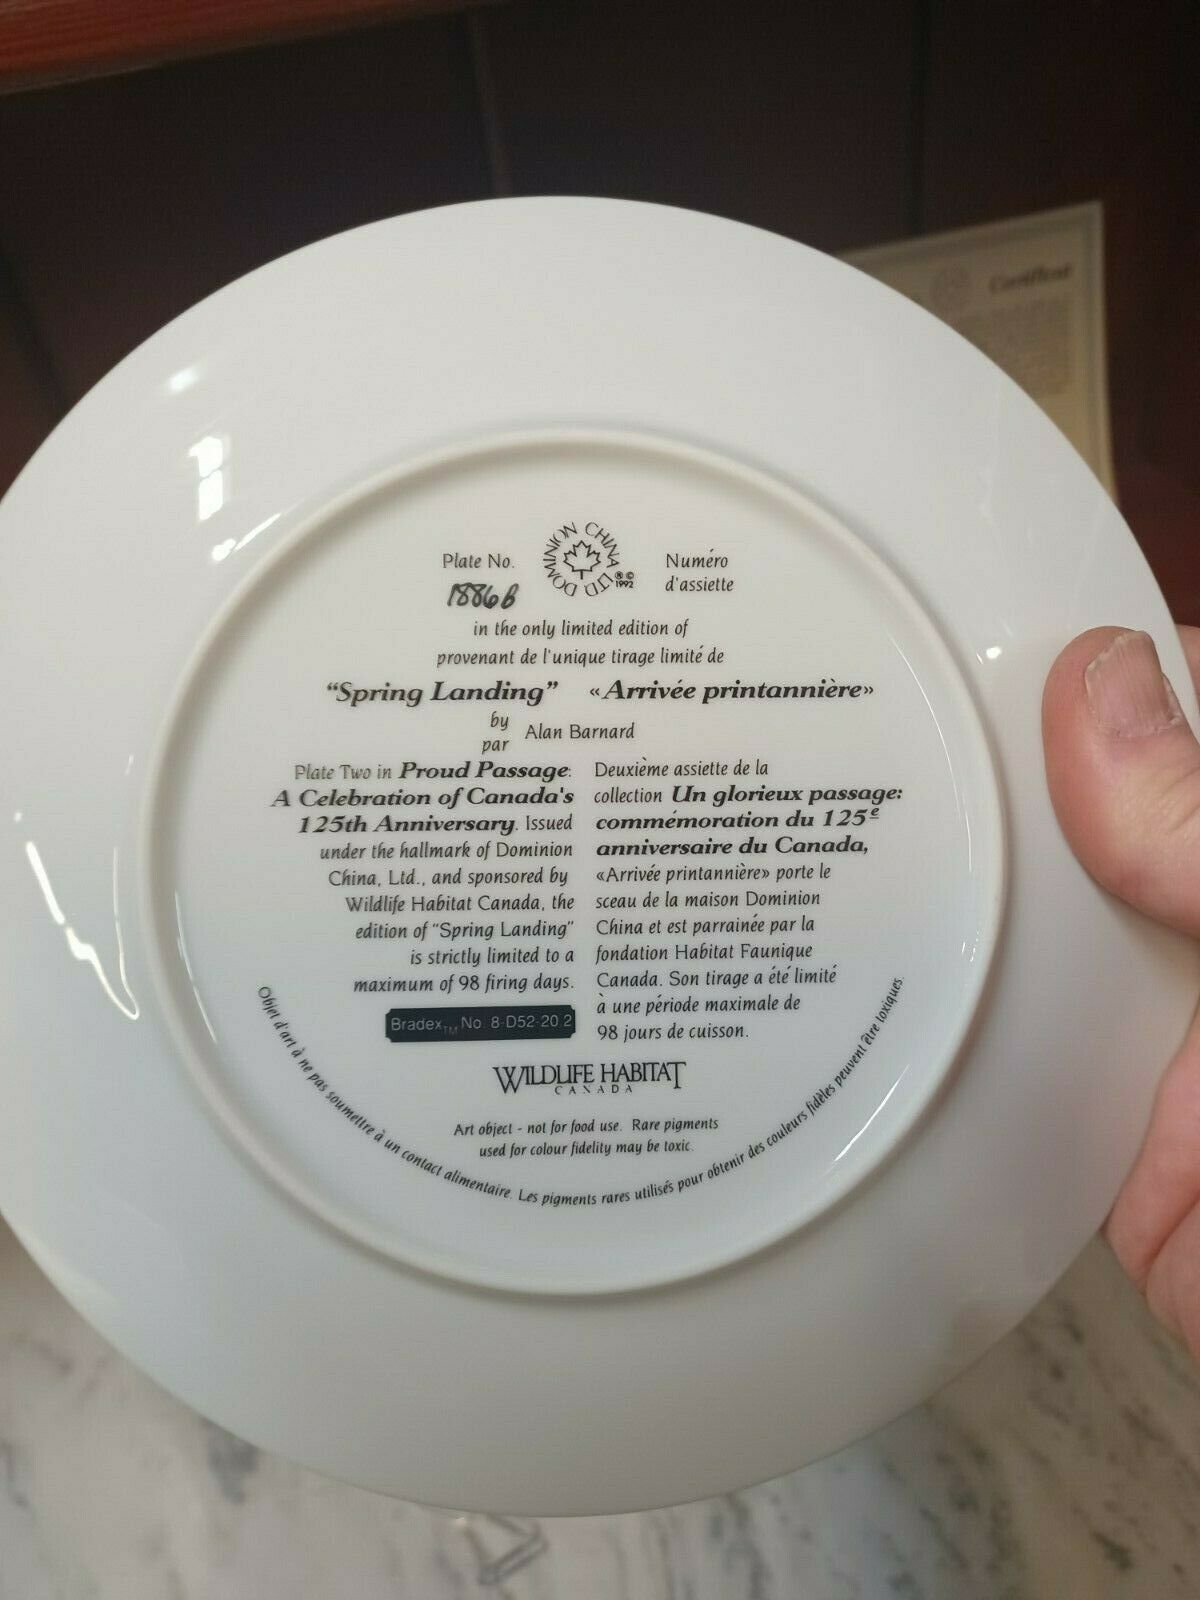 Certificat
DOMINION CHINA LTD
®©
1992
Plate No.
1886B
Numéro
d'assiette
in the only limited edition of
provenant de l'unique tirage limité de
“Spring Landing” «Arrivée printannière»
by
par
Alan Barnard
Plate Two in Proud Passage:
A Celebration of Canada's
125th Anniversary. Issued
under the hallmark of Dominion
China, Ltd., and sponsored by
Wildlife Habitat Canada, the
edition of "Spring Landing"
is strictly limited to a
maximum of 98 firing days.
Bradex TM No. 8-D52-20.2
Deuxième assiette de la
collection Un glorieux passage:
commémoration du 125e
anniversaire du Canada,
«Arrivée printannière» porte le
sceau de la maison Dominion
China et est parrainée par la
fondation Habitat Faunique
Canada. Son tirage a été limité
à une période maximale de
98 jours de cuisson.
WILDLIFE HABITAT
CANADA
Art object - not for food use. Rare pigments
used for colour fidelity may be toxic.
Objet d'art à ne pas soumettre à un contact alimentaire. Les pigments rares utilisés pour obtenir des couleurs fidèles peuvent être toxiques.